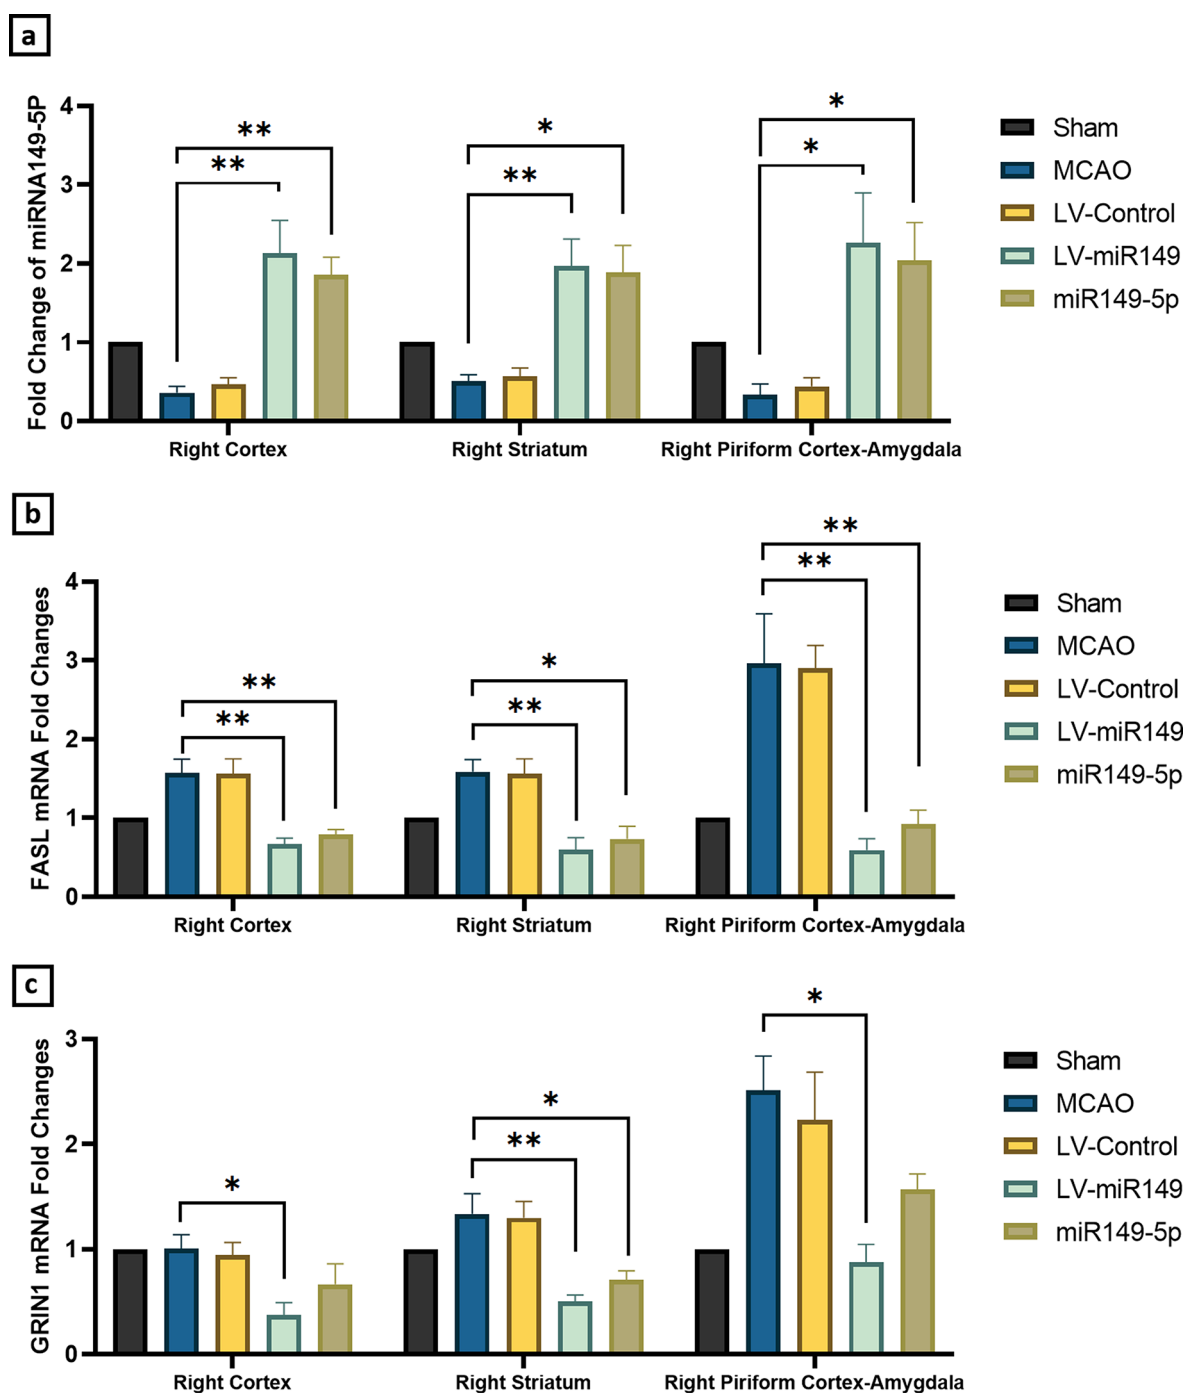 a
Fold Change of miRNA149-5P
4
3
2
1
0
** ** ** * * *
Right Cortex
Right Striatum
Right Piriform Cortex-Amygdala
Sham
MCAO
LV-Control
LV-miR149
miR149-5p
b
FASL mRNA Fold Changes
4
3
2
1
0
** ** ** * ** **
Right Cortex
Right Striatum
Right Piriform Cortex-Amygdala
Sham
MCAO
LV-Control
LV-miR149
miR149-5p
c
GRIN1 mRNA Fold Changes
3
2
1
0
* ** * *
Right Cortex
Right Striatum
Right Piriform Cortex-Amygdala
Sham
MCAO
LV-Control
LV-miR149
miR149-5p